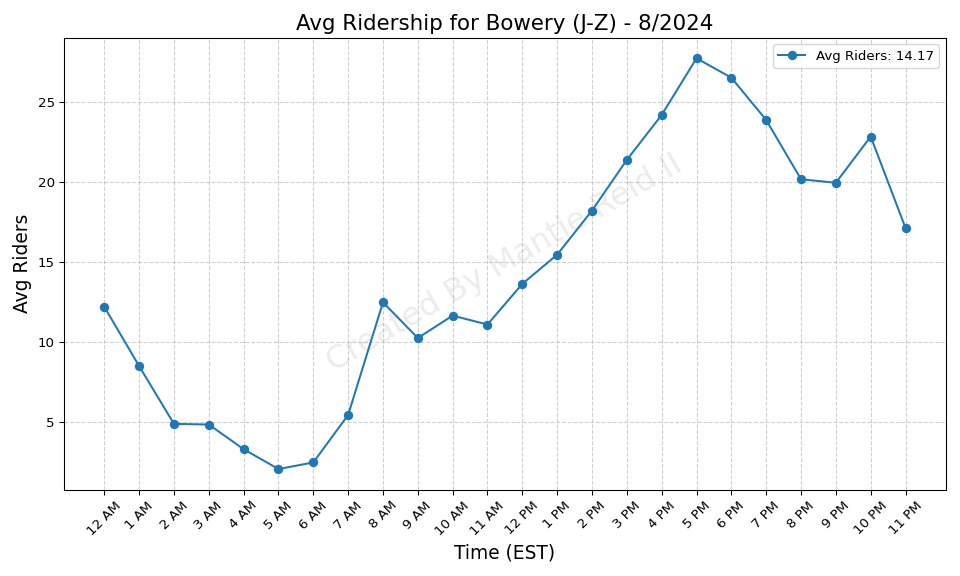 Avg Ridership for Bowery (J-Z) - 8/2024
Avg Riders: 14.17
Avg Riders
25
20
15
10
5
Created By Mantle Reid II
12 AM
1 AM
2 AM
3 AM
4 AM
5 AM
6 AM
7 AM
8 AM
9 AM
10 AM
11 AM
12 PM
1 PM
2 PM
3 PM
4 PM
5 PM
6 PM
7 PM
8 PM
9 PM
10 PM
11 PM
Time (EST)